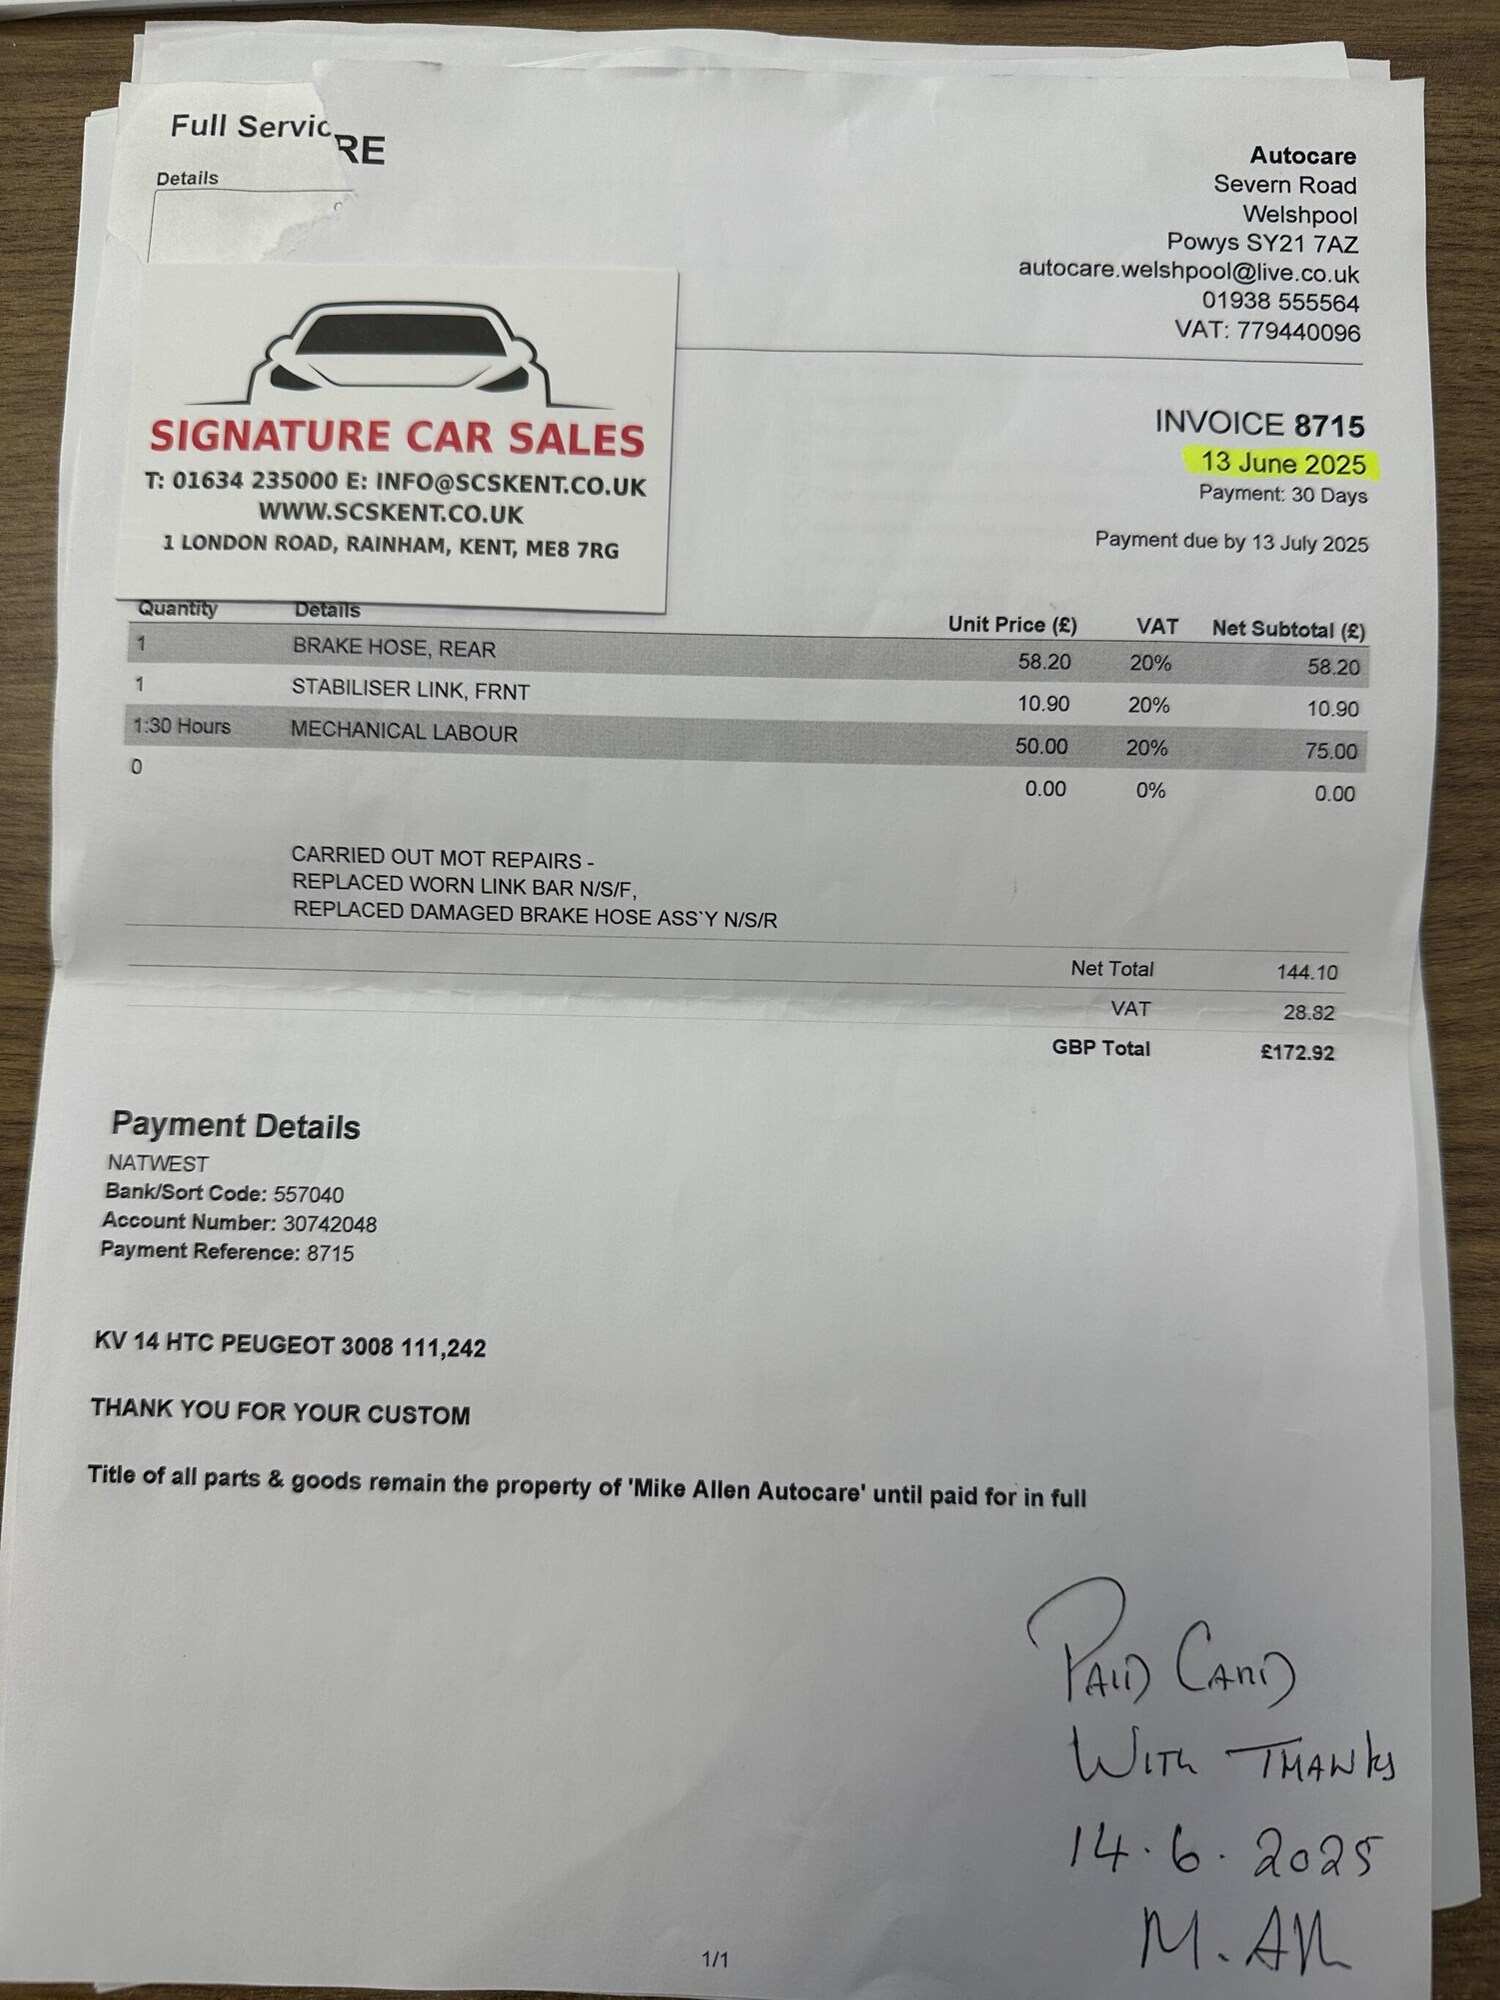 Full Servic
RE
Details
Autocare
Severn Road
Welshpool
Powys SY21 7AZ
autocare.welshpool@live.co.uk
01938 555564
VAT: 779440096
SIGNATURE CAR SALES
T: 01634 235000 E: INFO@SCSKENT.CO.UK
WWW.SCSKENT.CO.UK
1 LONDON ROAD, RAINHAM, KENT, ME8 7RG
INVOICE 8715
13 June 2025
Payment: 30 Days
Payment due by 13 July 2025
Quantity Details Unit Price (£) VAT Net Subtotal (£)
1 BRAKE HOSE, REAR 58.20 20% 58.20
1 STABILISER LINK, FRNT 10.90 20% 10.90
1:30 Hours MECHANICAL LABOUR 50.00 20% 75.00
0 0.00 0% 0.00
CARRIED OUT MOT REPAIRS -
REPLACED WORN LINK BAR N/S/F,
REPLACED DAMAGED BRAKE HOSE ASS`Y N/S/R
Net Total 144.10
VAT 28.82
GBP Total £172.92
Payment Details
NATWEST
Bank/Sort Code: 557040
Account Number: 30742048
Payment Reference: 8715
KV 14 HTC PEUGEOT 3008 111,242
THANK YOU FOR YOUR CUSTOM
Title of all parts & goods remain the property of 'Mike Allen Autocare' until paid for in full
PAID CARD
WITH THANKS
14.6.2025
M.
1/1